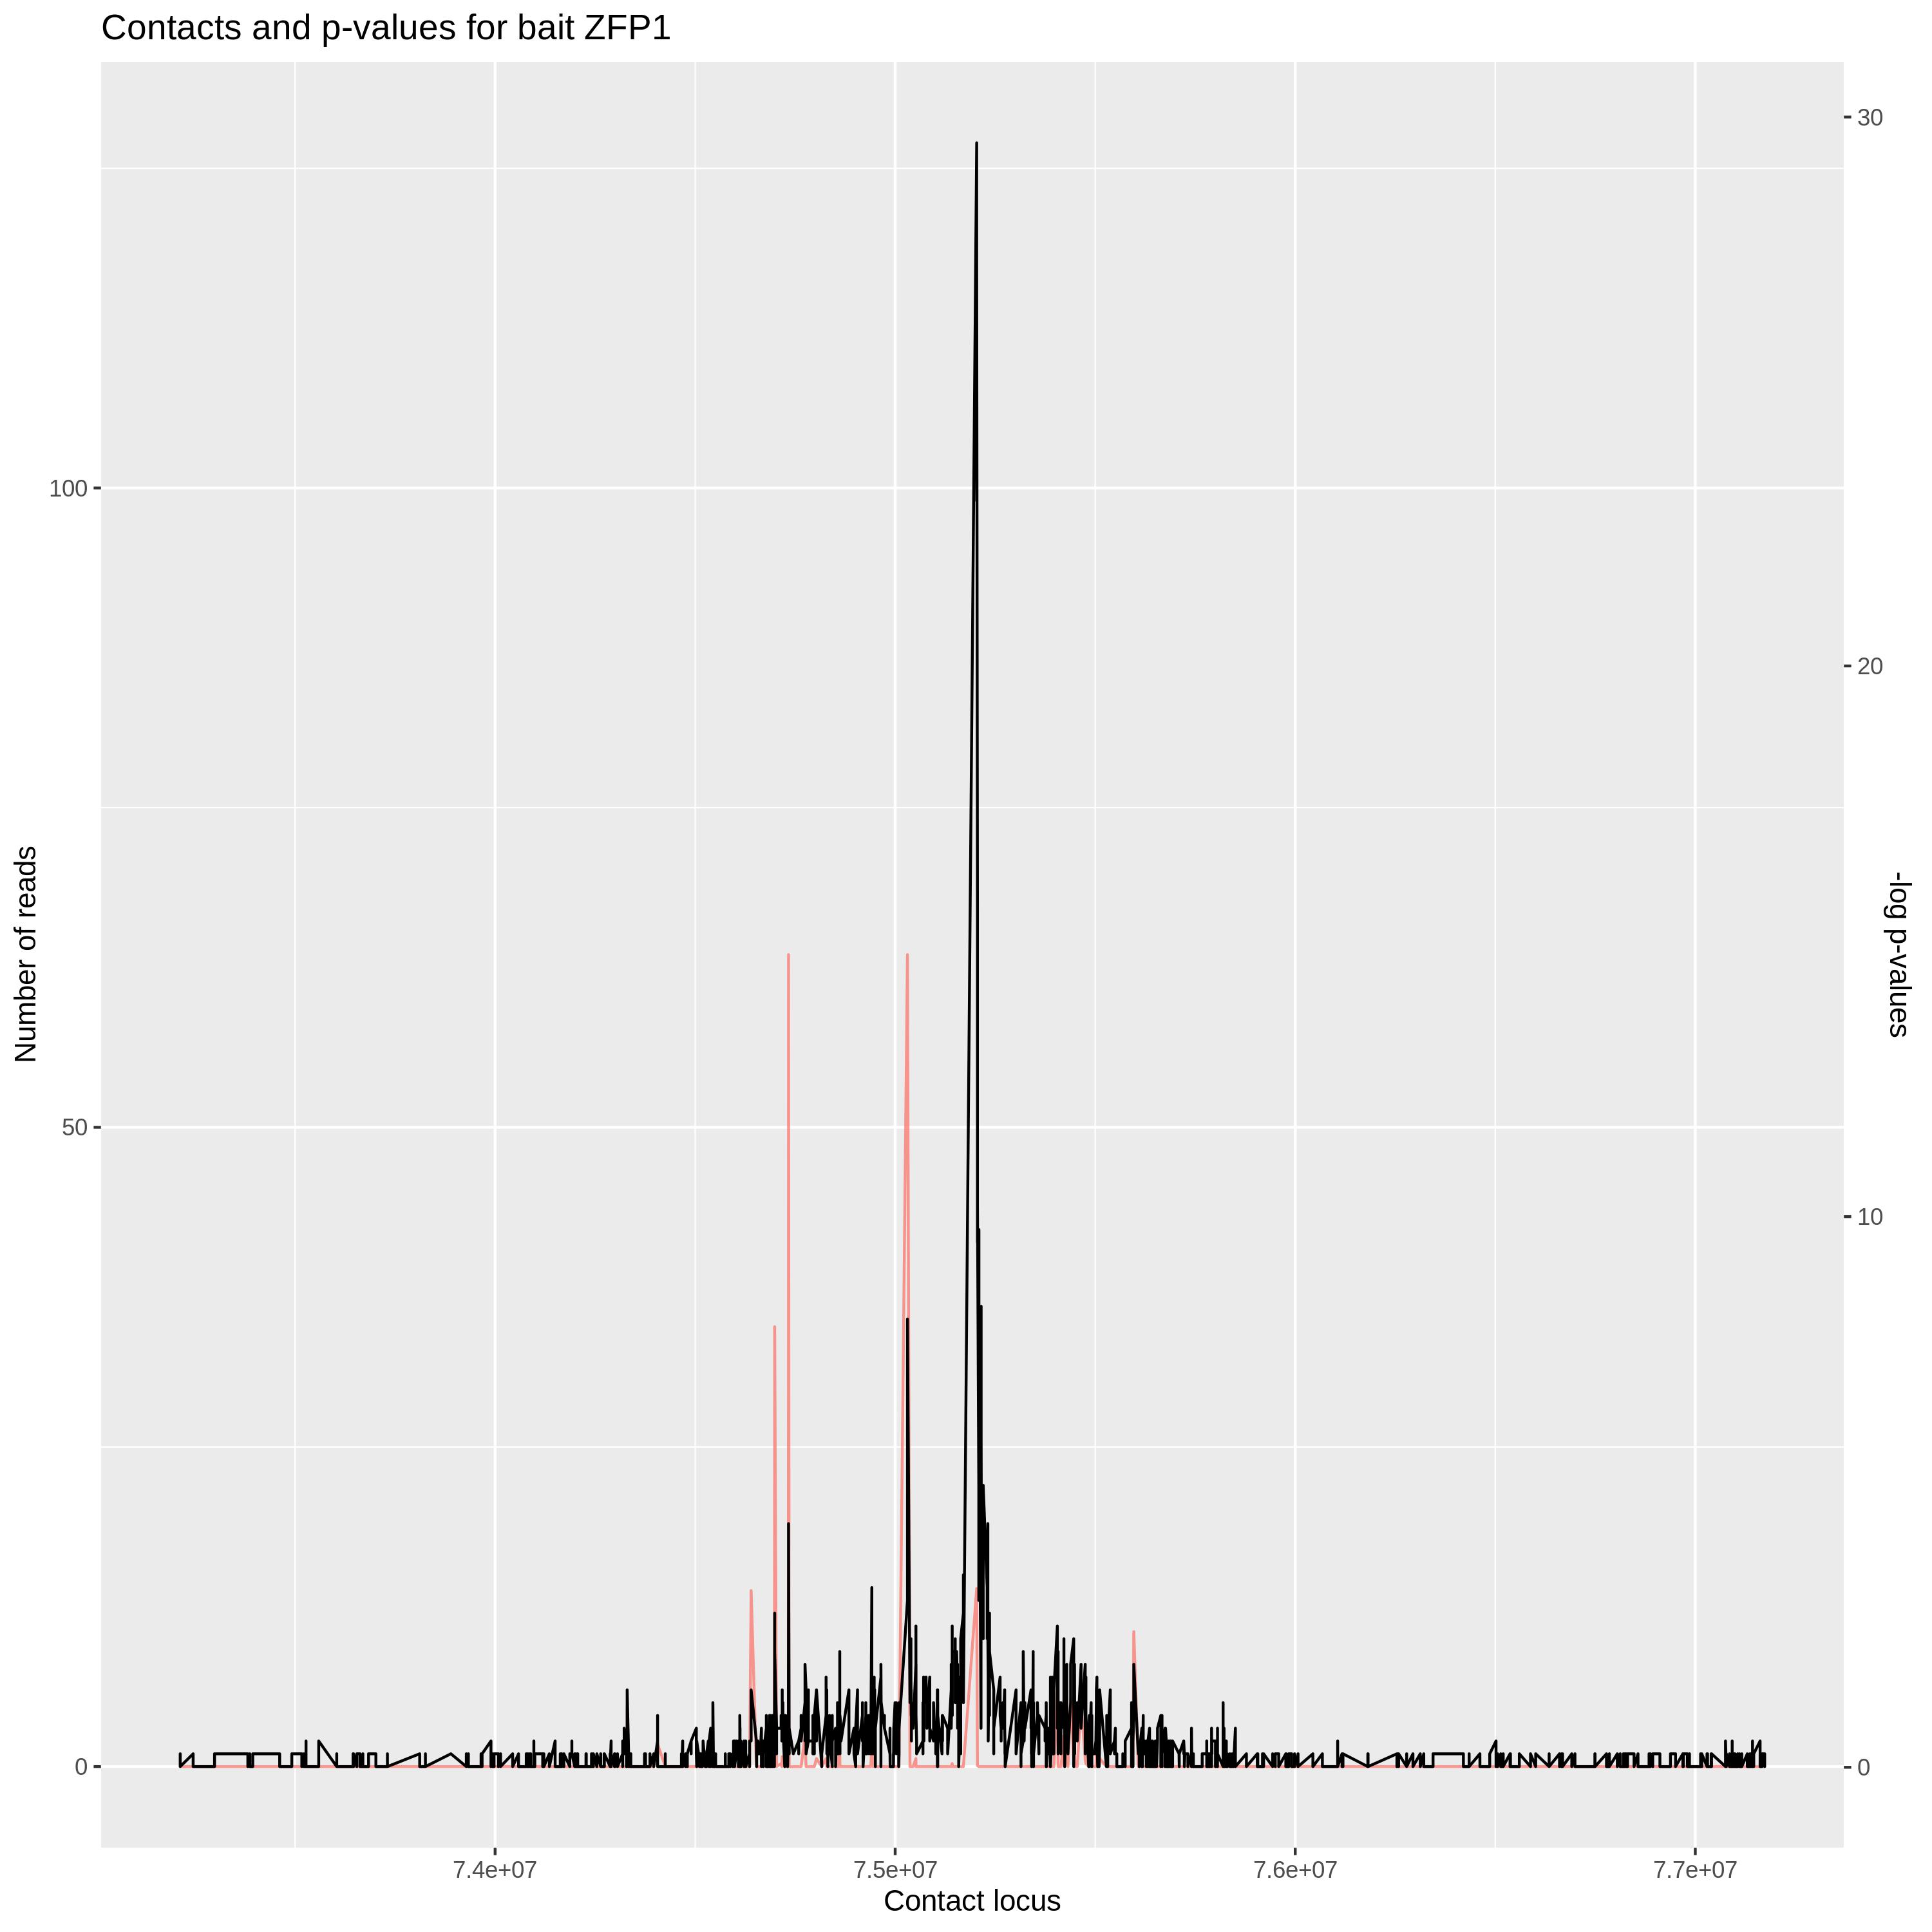 Contacts and p-values for bait ZFP1
30
100
20
Number of reads
-log p-values
10
50
0
0
7.4e+07
7.5e+07
7.6e+07
7.7e+07
Contact locus